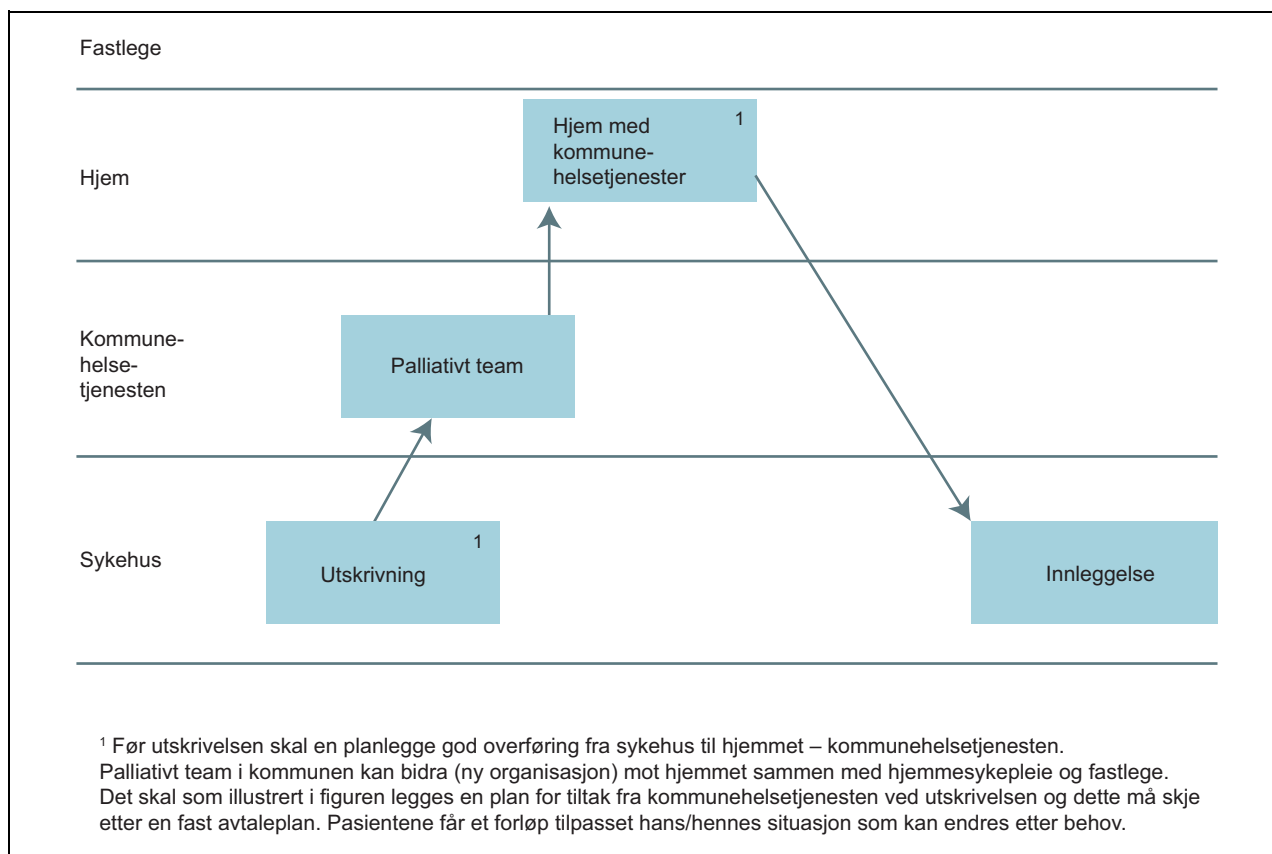 Fastlege
Hjem med
kommune-
helsetjenester
1
Hjem
Kommune-
helse-
tjenesten
Palliativt team
Sykehus
Utskrivning
1
Innleggelse
1 Før utskrivelsen skal en planlegge god overføring fra sykehus til hjemmet – kommunehelsetjenesten.
Palliativt team i kommunen kan bidra (ny organisasjon) mot hjemmet sammen med hjemmesykepleie og fastlege.
Det skal som illustrert i figuren legges en plan for tiltak fra kommunehelsetjenesten ved utskrivelsen og dette må skje
etter en fast avtaleplan. Pasientene får et forløp tilpasset hans/hennes situasjon som kan endres etter behov.